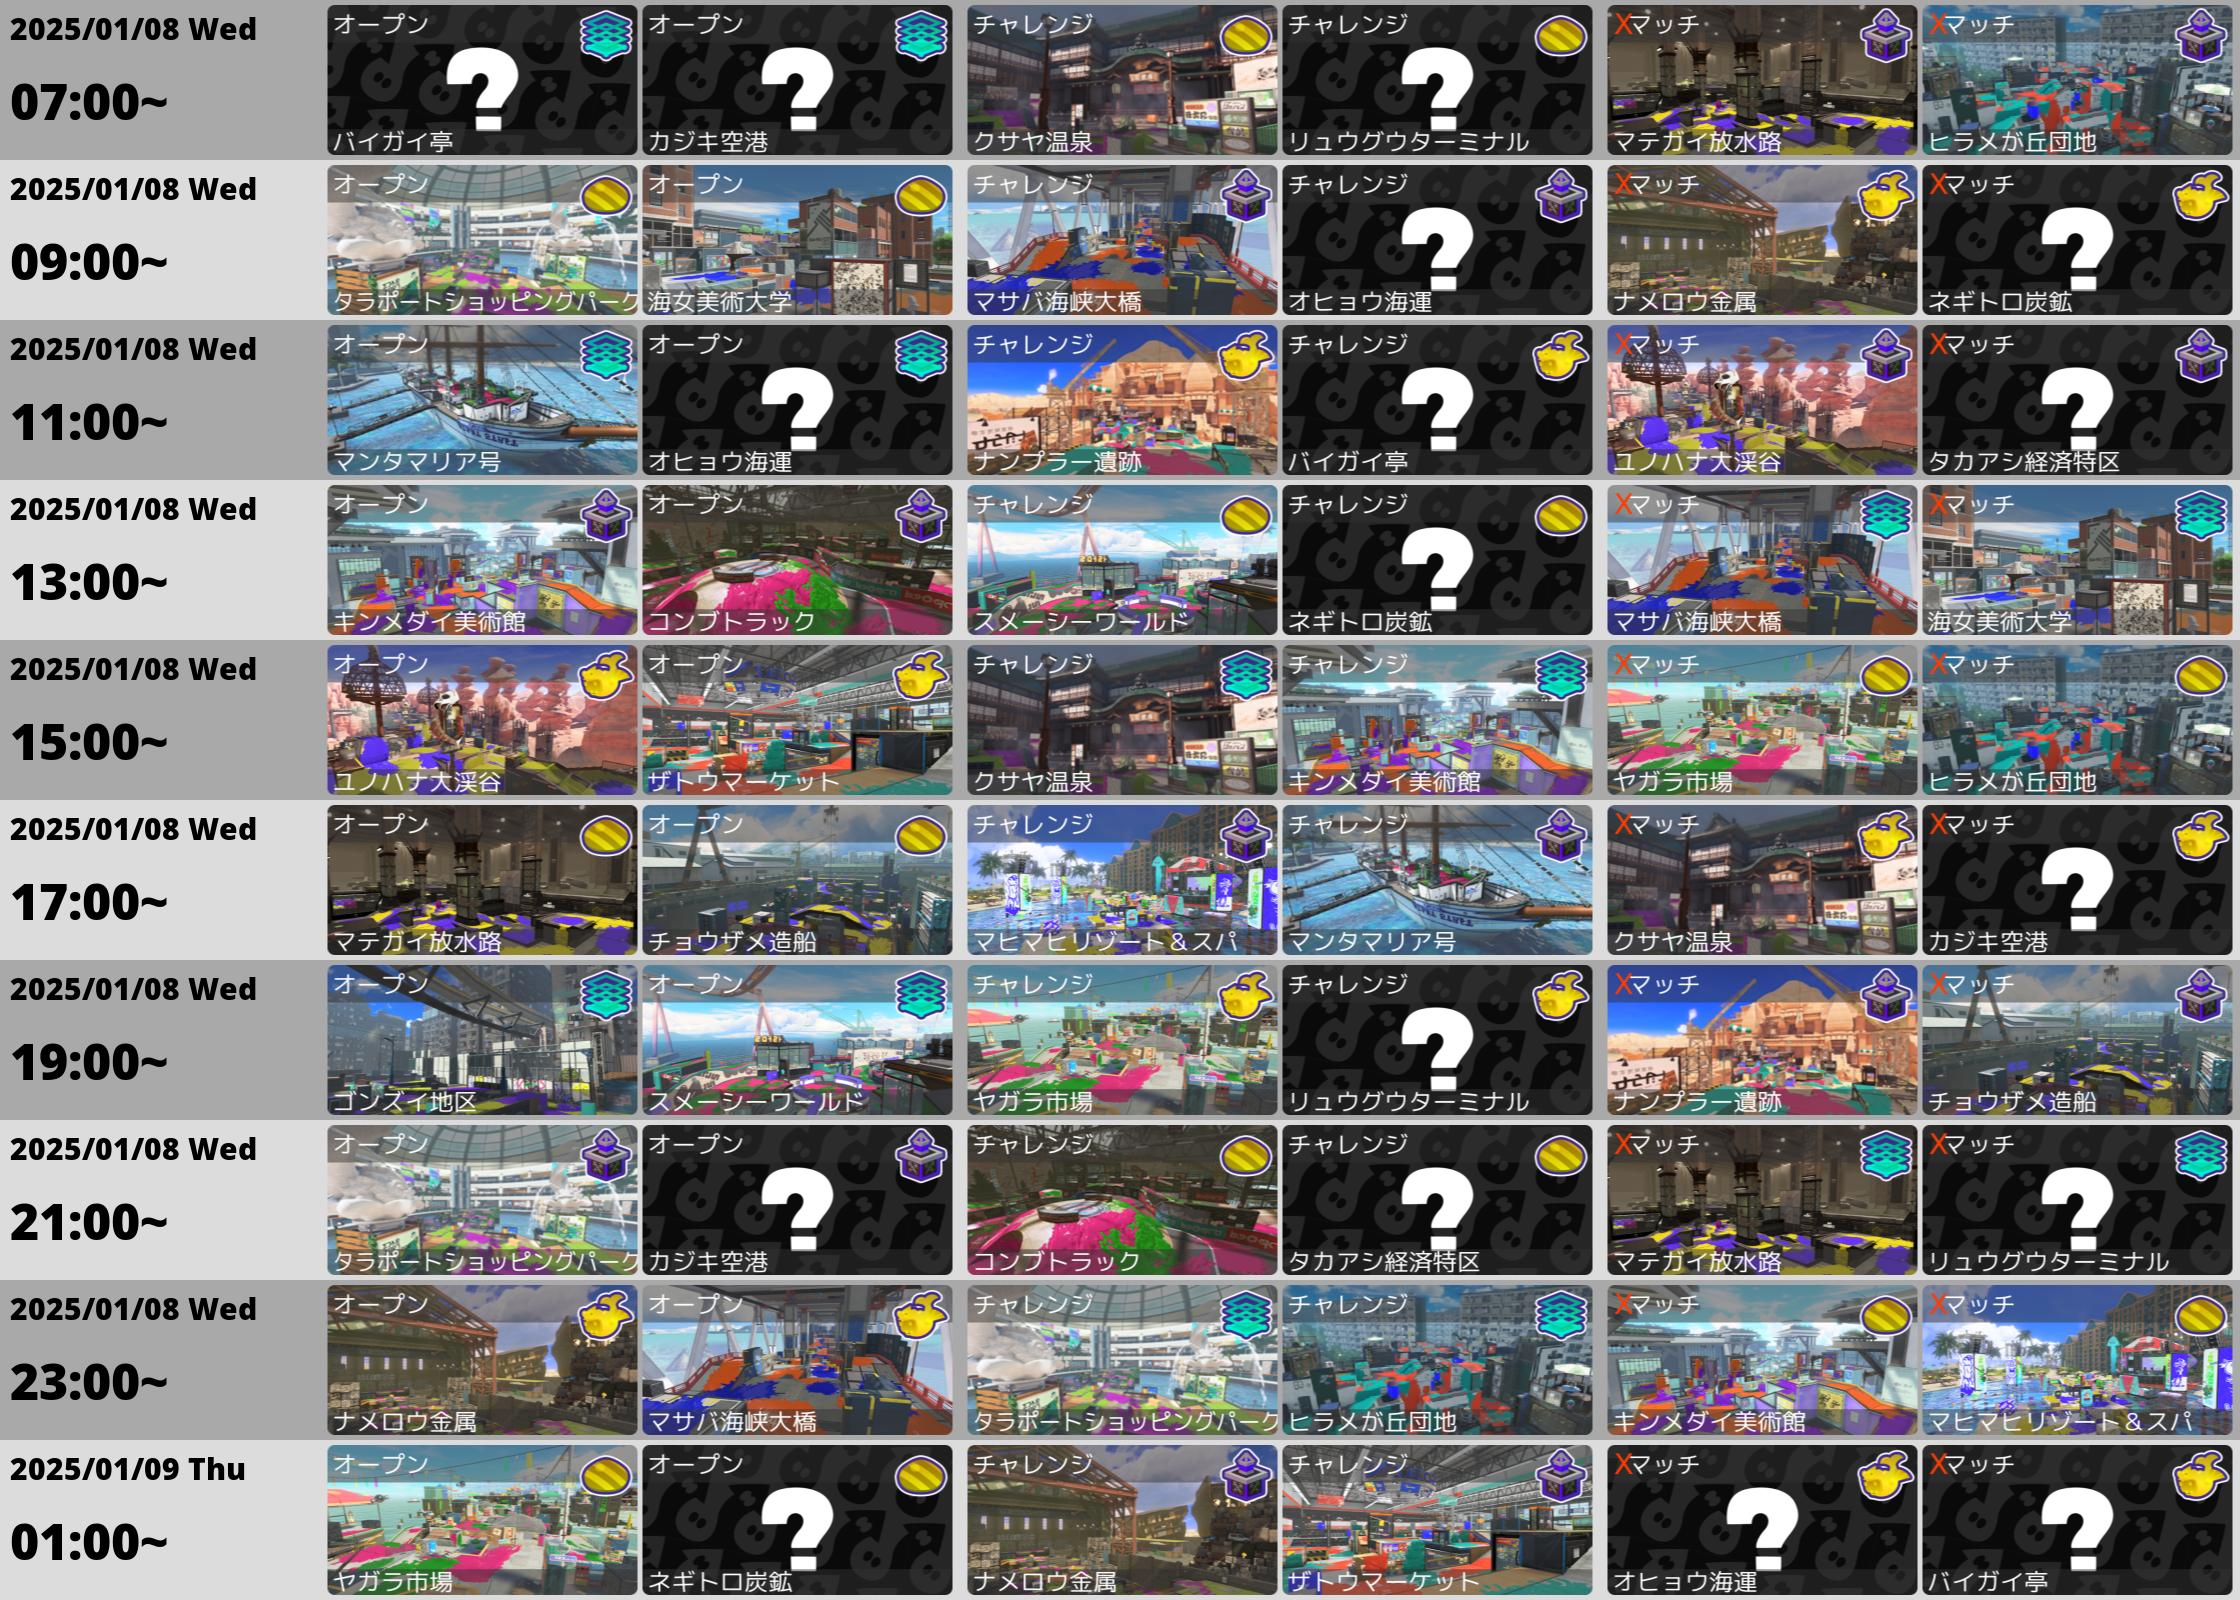 2025/01/08 Wed
07:00~
オープン
バイガイ亭
オープン
カジキ空港
チャレンジ
クサヤ温泉
チャレンジ
?
リュウグウターミナル
Xマッチ
マテガイ放水路
Xマッチ
ヒラメが丘団地
2025/01/08 Wed
09:00~
オープン
タラポートショッピングパーク
オープン
海女美術大学
チャレンジ
マサバ海峡大橋
チャレンジ
?
オヒョウ海運
Xマッチ
ナメロウ金属
Xマッチ
?
ネギトロ炭鉱
2025/01/08 Wed
11:00~
オープン
マンタマリア号
オープン
?
オヒョウ海運
チャレンジ
ナンプラー遺跡
チャレンジ
?
バイガイ亭
Xマッチ
ユノハナ大渓谷
Xマッチ
?
タカアシ経済特区
2025/01/08 Wed
13:00~
オープン
キンメダイ美術館
オープン
コンブトラック
チャレンジ
スメーシーワールド
チャレンジ
?
ネギトロ炭鉱
Xマッチ
マサバ海峡大橋
Xマッチ
海女美術大学
2025/01/08 Wed
15:00~
オープン
ユノハナ大渓谷
オープン
ザトウマーケット
チャレンジ
クサヤ温泉
チャレンジ
キンメダイ美術館
Xマッチ
ヤガラ市場
Xマッチ
ヒラメが丘団地
2025/01/08 Wed
17:00~
オープン
マテガイ放水路
オープン
チョウザメ造船
チャレンジ
マヒマヒリゾート＆スパ
チャレンジ
マンタマリア号
Xマッチ
クサヤ温泉
Xマッチ
?
カジキ空港
2025/01/08 Wed
19:00~
オープン
ゴンズイ地区
オープン
スメーシーワールド
チャレンジ
ヤガラ市場
チャレンジ
?
リュウグウターミナル
Xマッチ
ナンプラー遺跡
Xマッチ
チョウザメ造船
2025/01/08 Wed
21:00~
オープン
タラポートショッピングパーク
オープン
?
カジキ空港
チャレンジ
コンブトラック
チャレンジ
?
タカアシ経済特区
Xマッチ
マテガイ放水路
Xマッチ
?
リュウグウターミナル
2025/01/08 Wed
23:00~
オープン
ナメロウ金属
オープン
マサバ海峡大橋
チャレンジ
タラポートショッピングパーク
チャレンジ
ヒラメが丘団地
Xマッチ
キンメダイ美術館
Xマッチ
マヒマヒリゾート＆スパ
2025/01/09 Thu
01:00~
オープン
ヤガラ市場
オープン
?
ネギトロ炭鉱
チャレンジ
ナメロウ金属
チャレンジ
ザトウマーケット
Xマッチ
?
オヒョウ海運
Xマッチ
?
バイガイ亭